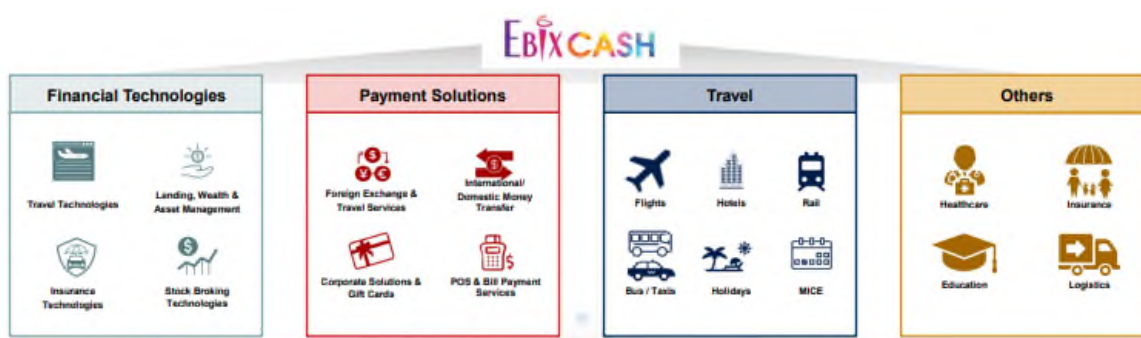 EBIXCASH
Financial Technologies
Travel Technologies
Landing, Wealth &
Asset Management
Insurance
Technologies
Stock Broking
Technologies
Payment Solutions
Foreign Exchange &
Travel Services
International/
Domestic Money
Transfer
Corporate Solutions &
Gift Cards
POS & Bill Payment
Services
Travel
Flights
Hotels
Rail
Bus / Taxis
Holidays
MICE
Others
Healthcare
Insurance
Education
Logistics